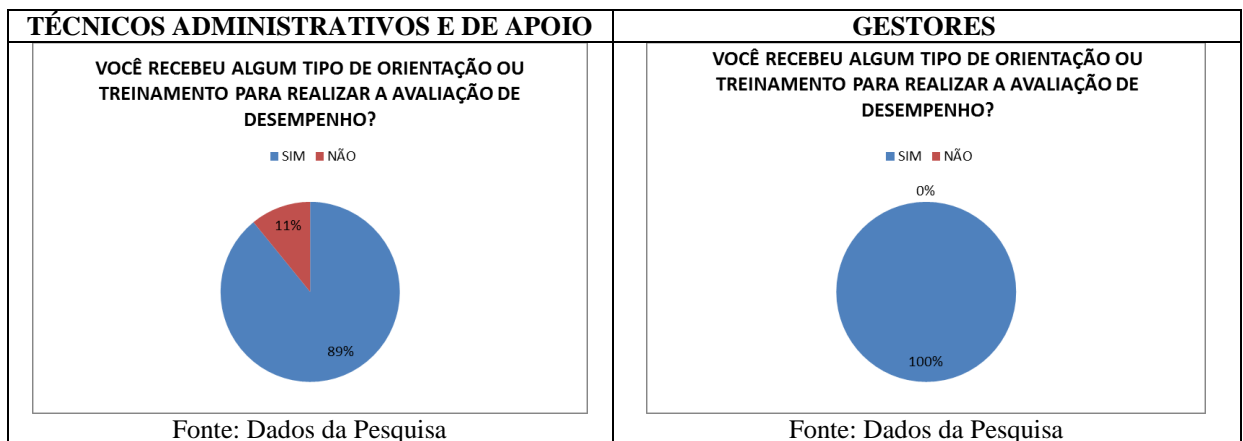 TÉCNICOS ADMINISTRATIVOS E DE APOIO
VOCÊ RECEBEU ALGUM TIPO DE ORIENTAÇÃO OU
TREINAMENTO PARA REALIZAR A AVALIAÇÃO DE
DESEMPENHO?
SIM NÃO
11%
89%
Fonte: Dados da Pesquisa
GESTORES
VOCÊ RECEBEU ALGUM TIPO DE ORIENTAÇÃO OU
TREINAMENTO PARA REALIZAR A AVALIAÇÃO DE
DESEMPENHO?
SIM NÃO
0%
100%
Fonte: Dados da Pesquisa